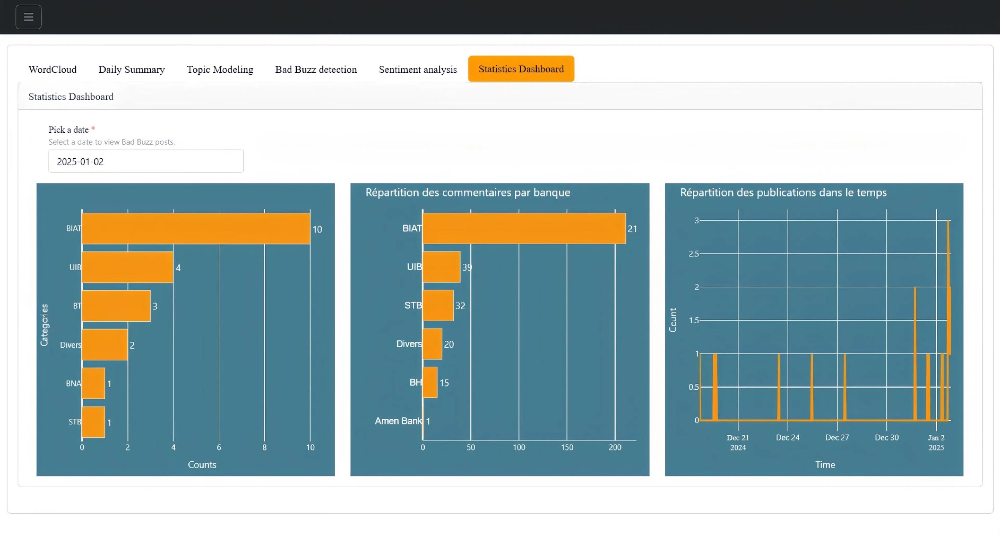 WordCloud Daily Summary Topic Modeling Bad Buzz detection Sentiment analysis Statistics Dashboard
Statistics Dashboard
Pick a date *
Select a date to view Bad Buzz posts.
2025-01-02
Categories
BIAT 10
UIB 4
BT 3
Divers 2
BNA 1
STB 1
0 2 4 6 8 10
Counts
Répartition des commentaires par banque
BIAT 21
UIB 39
STB 32
Divers 20
BH 15
Amen Bank 1
0 50 100 150 200
Répartition des publications dans le temps
Count
3
2.5
2
1.5
1
0.5
0
Dec 21 Dec 24 Dec 27 Dec 30 Jan 2
2024 2025
Time